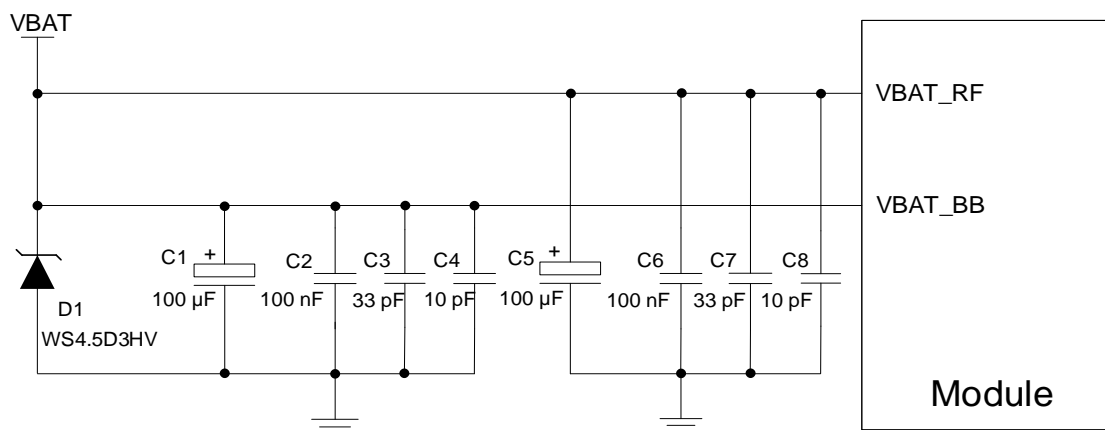 VBAT
VBAT_RF
VBAT_BB
C1 + C2 C3 C4 C5 + C6 C7 C8
100 µF 100 nF 33 pF 10 pF 100 µF 100 nF 33 pF 10 pF
D1
WS4.5D3HV
Module